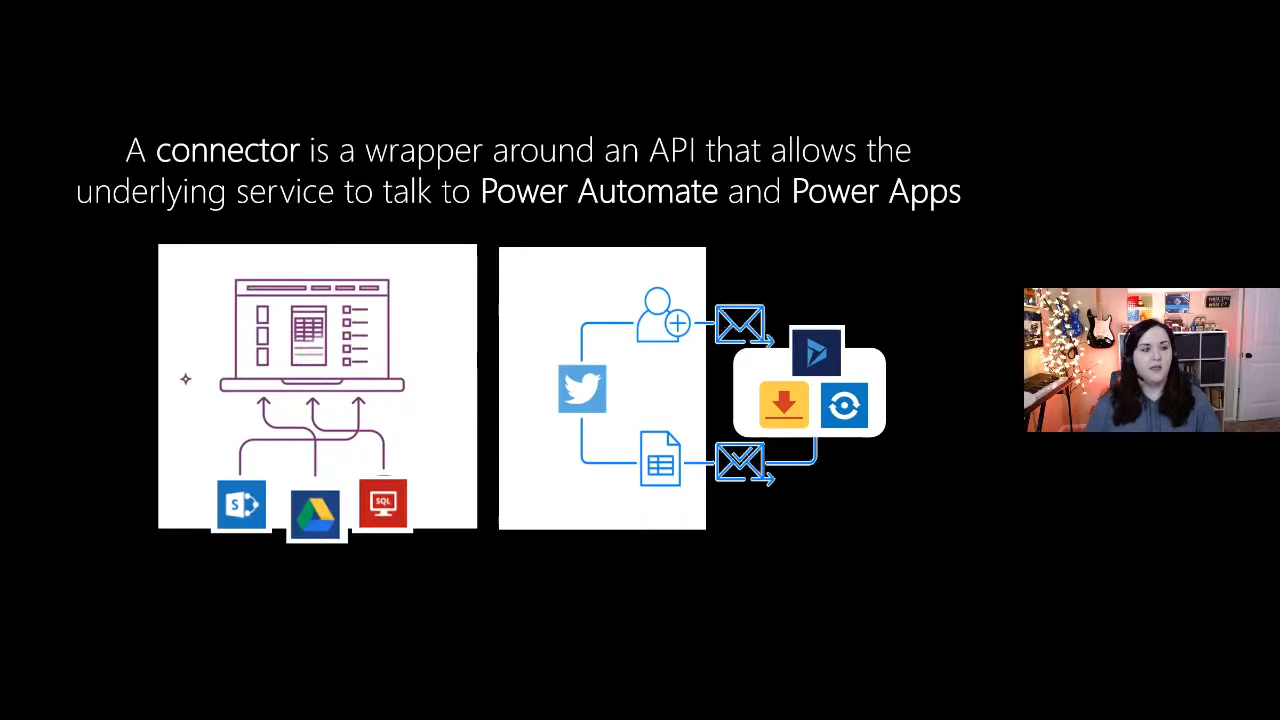 A connector is a wrapper around an API that allows the
underlying service to talk to Power Automate and Power Apps
S
SQL